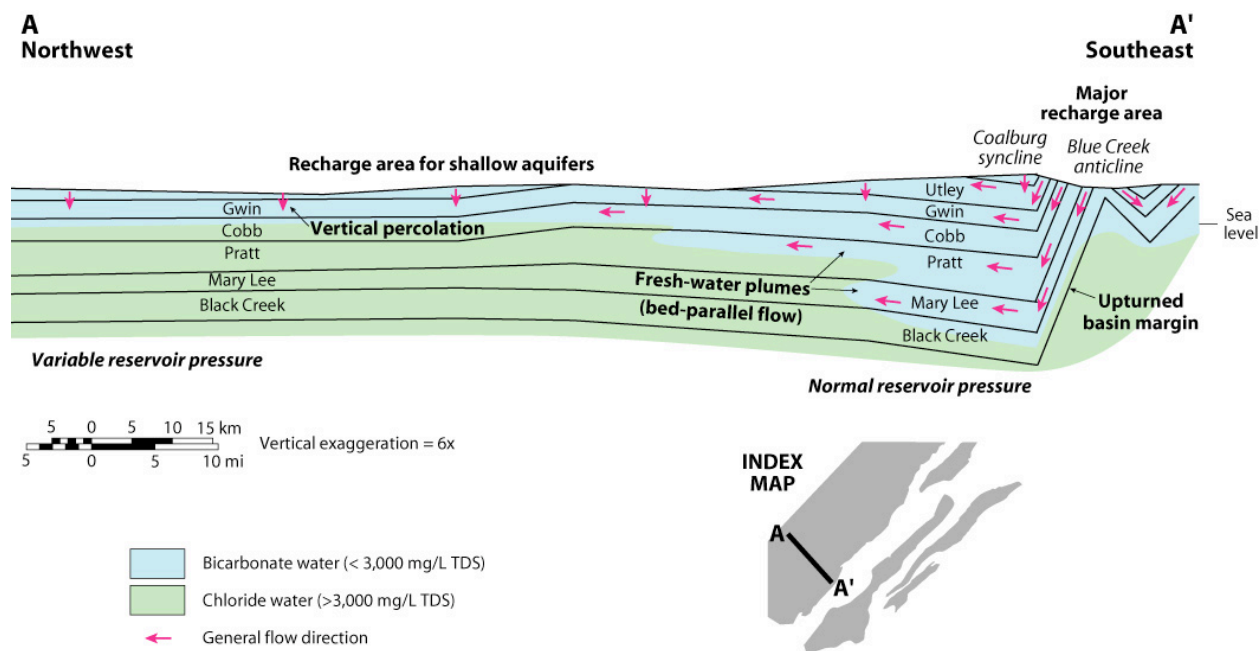 A
Northwest
A'
Southeast
Major
recharge area
Coalburg
syncline
Blue Creek
anticline
Recharge area for shallow aquifers
Utley
Gwin
Gwin
Vertical percolation
Cobb
Cobb
Sea
level
Pratt
Pratt
Mary Lee
Fresh-water plumes
Mary Lee
(bed-parallel flow)
Upturned
basin margin
Black Creek
Black Creek
Variable reservoir pressure
Normal reservoir pressure
5 0 5 10 15 km
5 0 5 10 mi
Vertical exaggeration = 6x
INDEX
MAP
A
A'
Bicarbonate water (< 3,000 mg/L TDS)
Chloride water (>3,000 mg/L TDS)
General flow direction